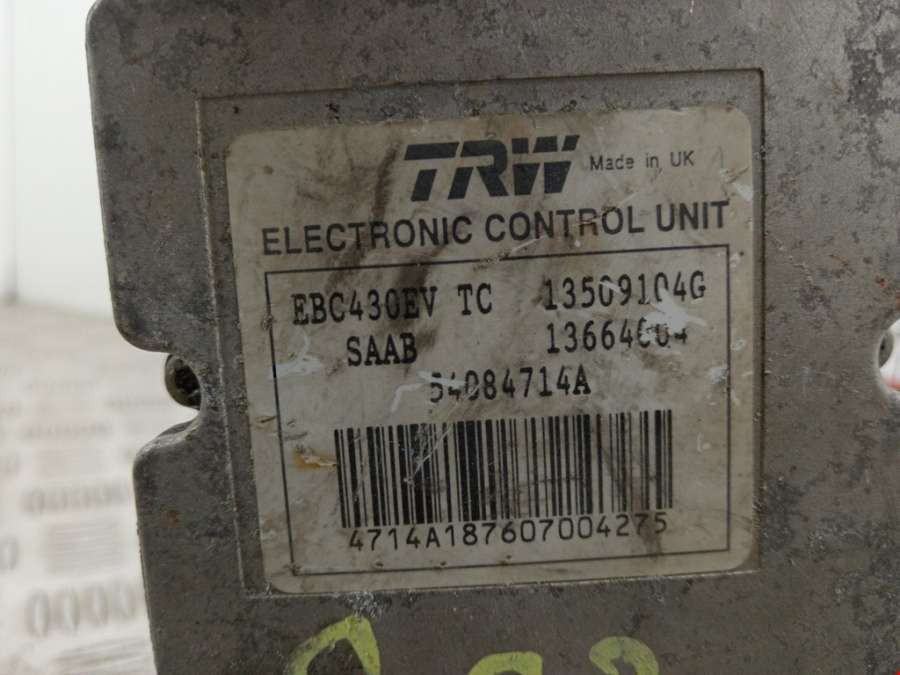 TRW Made in UK
ELECTRONIC CONTROL UNIT
EBC430EV TC 13509104G
SAAB
54084714A
4714A187607004275